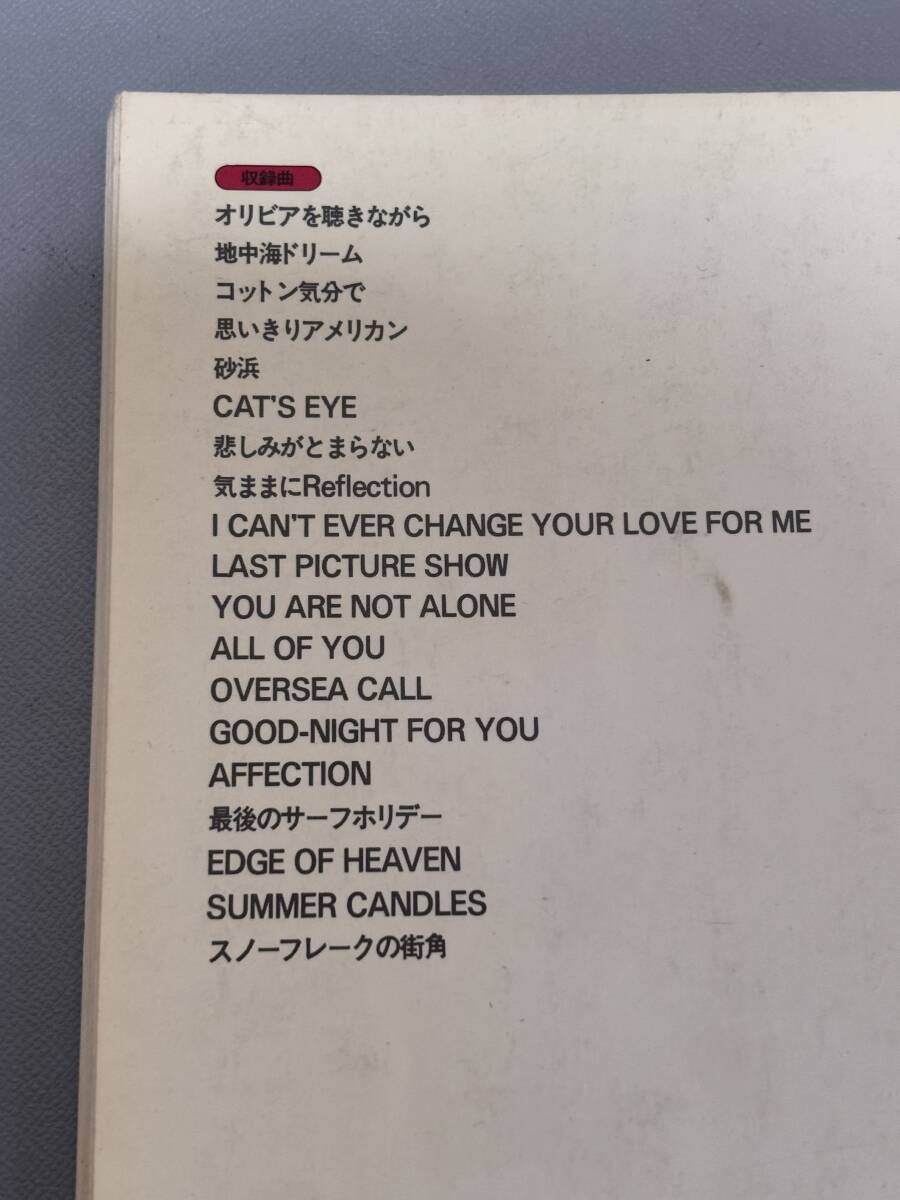 収録曲
オリビアを聴きながら
地中海ドリーム
コットン気分で
思いきりアメリカン
砂浜
CAT'S EYE
悲しみがとまらない
気ままにReflection
I CAN'T EVER CHANGE YOUR LOVE FOR ME
LAST PICTURE SHOW
YOU ARE NOT ALONE
ALL OF YOU
OVERSEA CALL
GOOD-NIGHT FOR YOU
AFFECTION
最後のサーフホリデー
EDGE OF HEAVEN
SUMMER CANDLES
スノーフレークの街角